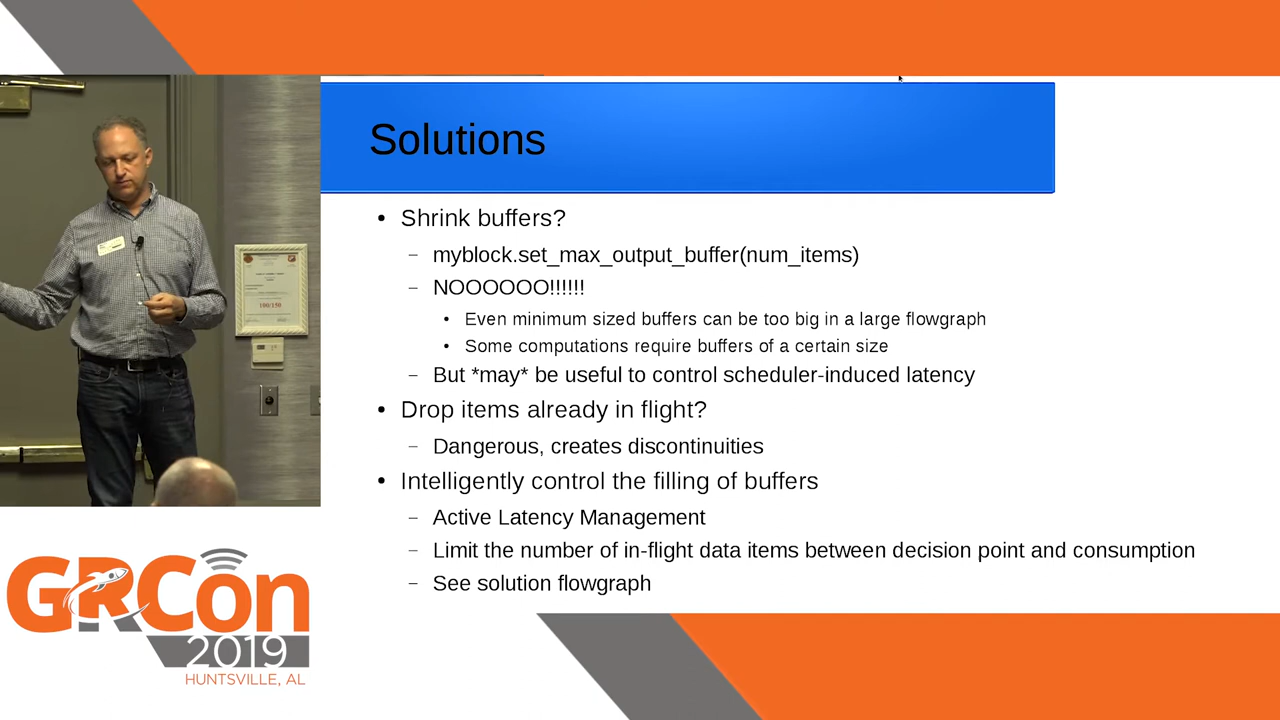 Solutions
• Shrink buffers?
– myblock.set_max_output_buffer(num_items)
– NOOOOOO!!!!!!
• Even minimum sized buffers can be too big in a large flowgraph
• Some computations require buffers of a certain size
– But *may* be useful to control scheduler-induced latency
• Drop items already in flight?
– Dangerous, creates discontinuities
• Intelligently control the filling of buffers
– Active Latency Management
– Limit the number of in-flight data items between decision point and consumption
– See solution flowgraph
100/150
GRCon
2019
HUNTSVILLE, AL